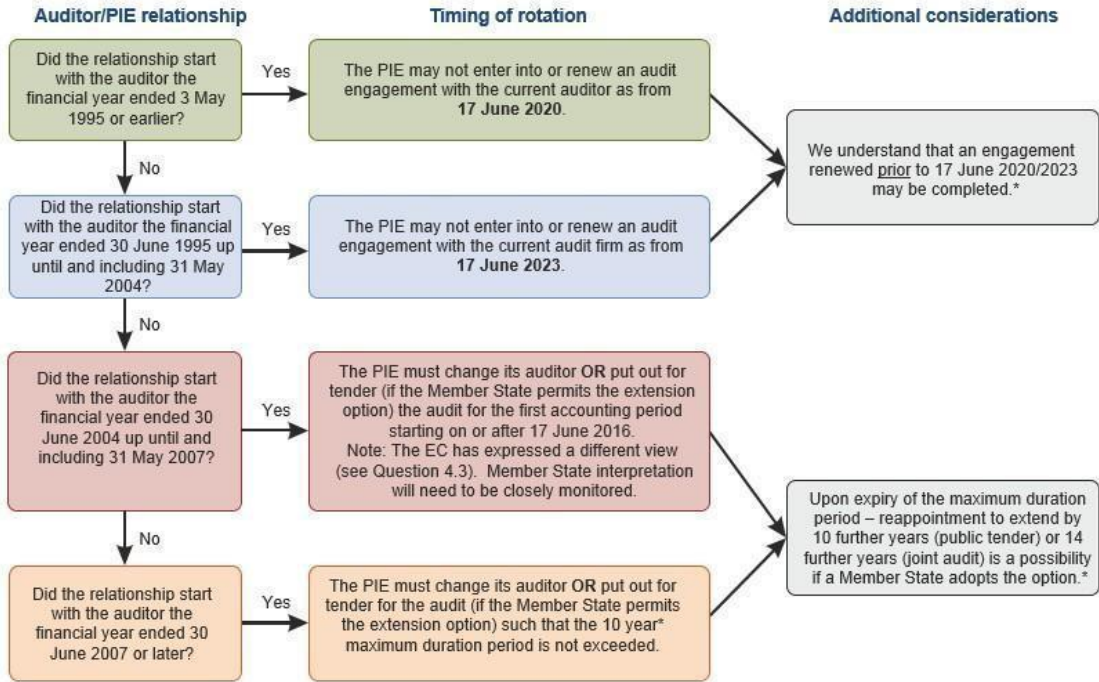 Auditor/PIE relationship
Timing of rotation
Additional considerations
Did the relationship start
with the auditor the
financial year ended 3 May
1995 or earlier?
Yes
The PIE may not enter into or renew an audit
engagement with the current auditor as from
17 June 2020.
We understand that an engagement
renewed prior to 17 June 2020/2023
may be completed.*
No
Did the relationship start
with the auditor the financial
year ended 30 June 1995 up
until and including 31 May
2004?
Yes
The PIE may not enter into or renew an audit
engagement with the current audit firm as from
17 June 2023.
No
Did the relationship start
with the auditor the
financial year ended 30
June 2004 up until and
including 31 May 2007?
Yes
The PIE must change its auditor OR put out for
tender (if the Member State permits the extension
option) the audit for the first accounting period
starting on or after 17 June 2016.
Note: The EC has expressed a different view
(see Question 4.3). Member State interpretation
will need to be closely monitored.
Upon expiry of the maximum duration
period – reappointment to extend by
10 further years (public tender) or 14
further years (joint audit) is a possibility
if a Member State adopts the option.*
No
Did the relationship start
with the auditor the
financial year ended 30
June 2007 or later?
Yes
The PIE must change its auditor OR put out for
tender for the audit (if the Member State permits
the extension option) such that the 10 year*
maximum duration period is not exceeded.